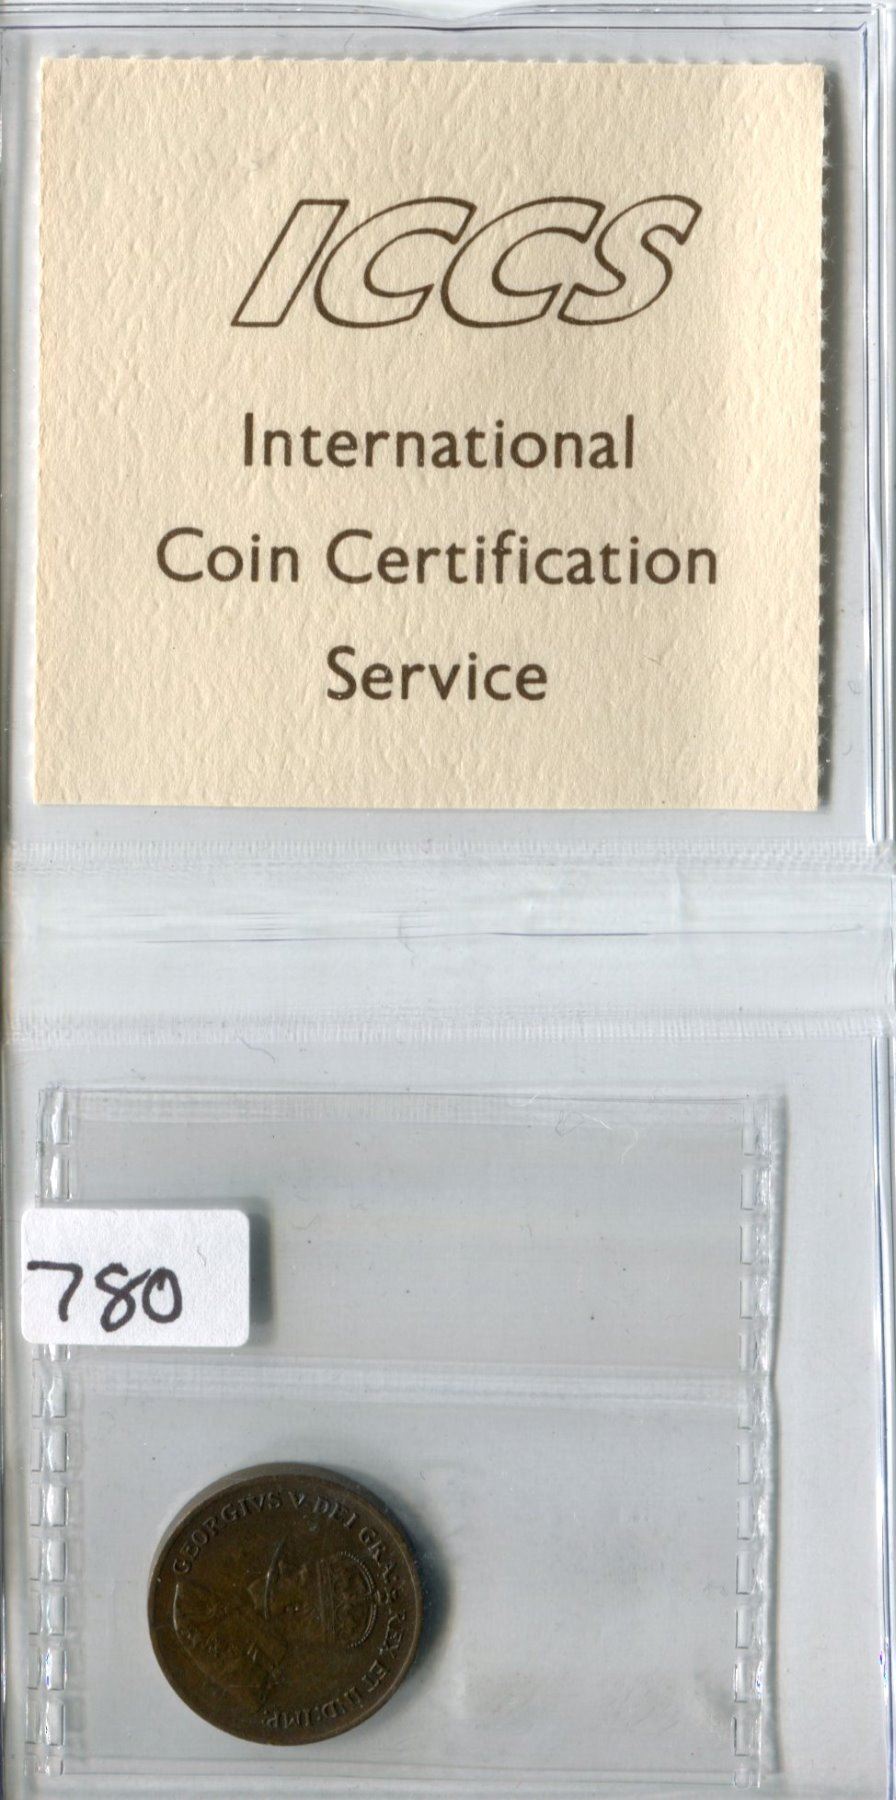 ICCS
International
Coin Certification
Service
780
GEORGIVS V DEI GRA: REX ET IND: IMP: